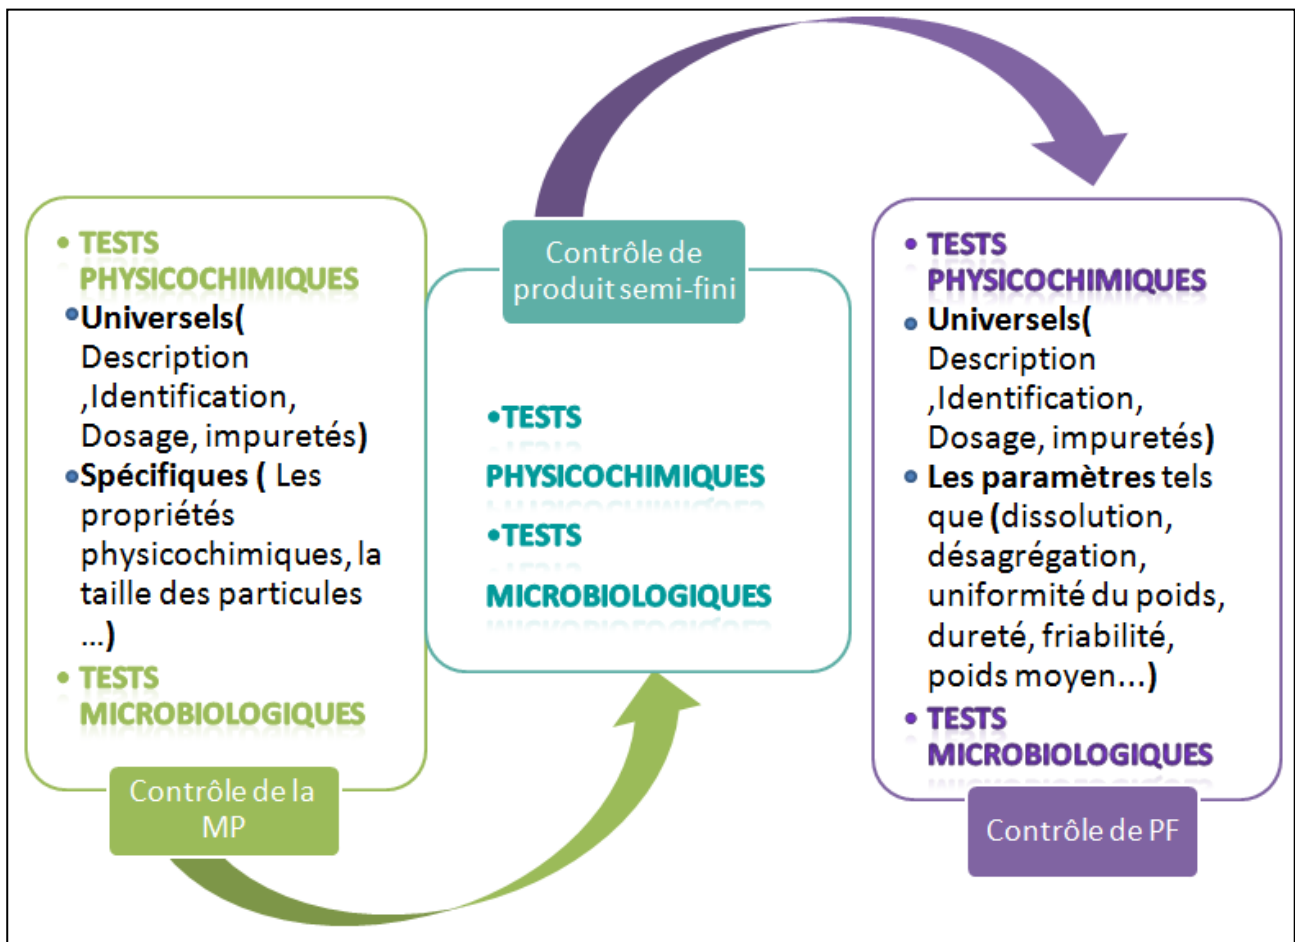 • TESTS
PHYSICOCHIMIQUES
•Universels(
Description
,Identification,
Dosage, impuretés)
•Spécifiques ( Les
propriétés
physicochimiques, la
taille des particules
...)
• TESTS
MICROBIOLOGIQUES
Contrôle de la
MP
Contrôle de
produit semi-fini
•TESTS
PHYSICOCHIMIQUES
•TESTS
MICROBIOLOGIQUES
• TESTS
PHYSICOCHIMIQUES
• Universels(
Description
,Identification,
Dosage, impuretés)
• Les paramètres tels
que (dissolution,
désagrégation,
uniformité du poids,
dureté, friabilité,
poids moyen...)
• TESTS
MICROBIOLOGIQUES
Contrôle de PF